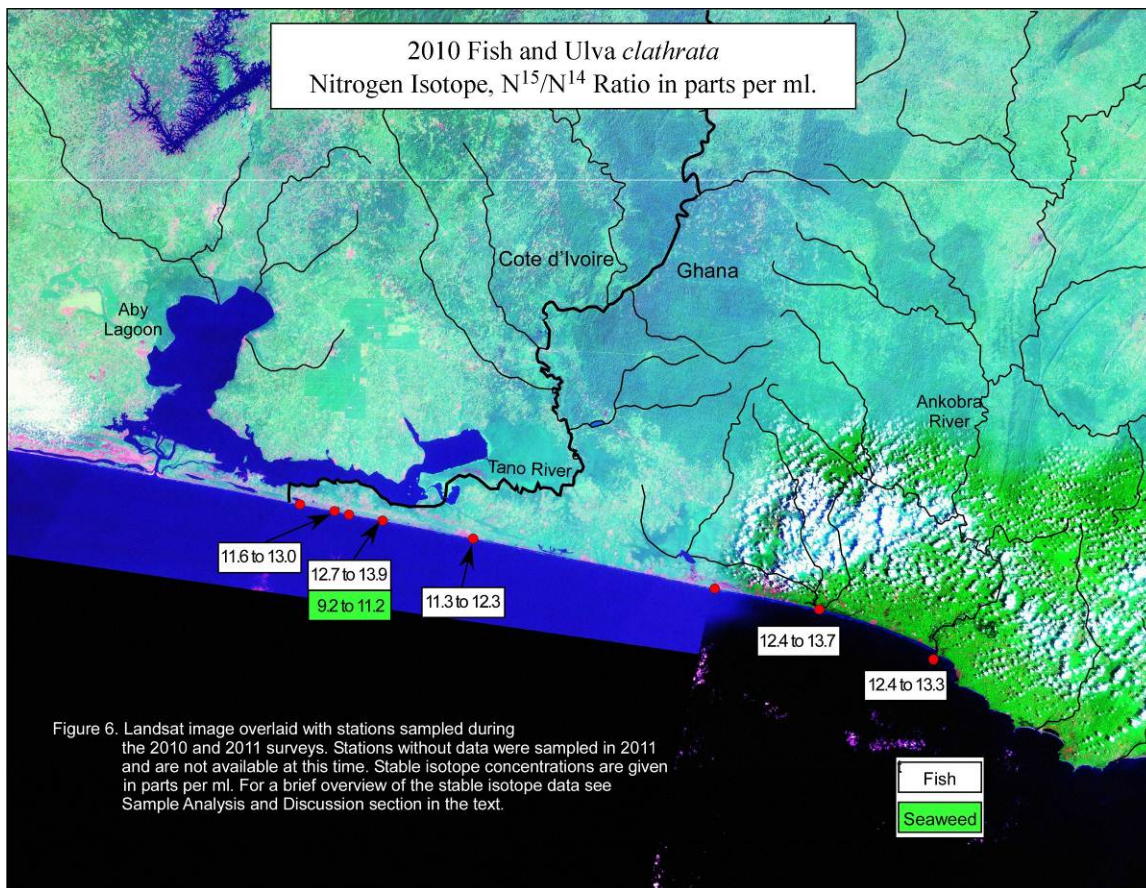 2010 Fish and Ulva clathrata
Nitrogen Isotope, N¹⁵/N¹⁴ Ratio in parts per ml.
Cote d'Ivoire
Ghana
Aby
Lagoon
Ankobra
River
Tano River
11.6 to 13.0
12.7 to 13.9
9.2 to 11.2
11.3 to 12.3
12.4 to 13.7
12.4 to 13.3
Figure 6. Landsat image overlaid with stations sampled during
the 2010 and 2011 surveys. Stations without data were sampled in 2011
and are not available at this time. Stable isotope concentrations are given
in parts per ml. For a brief overview of the stable isotope data see
Sample Analysis and Discussion section in the text.
t
Fish
Seaweed